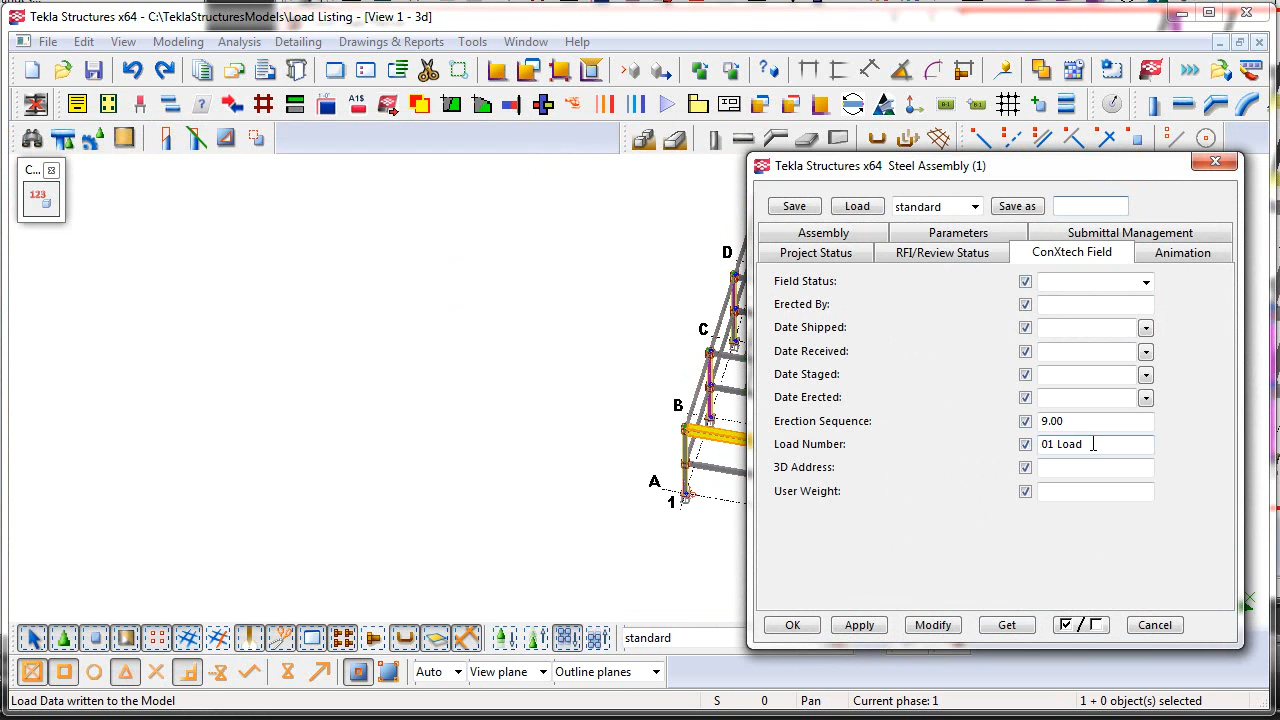 Tekla Structures x64 - C:\TeklaStructuresModels\Load Listing - [View 1 - 3d]
File Edit View Modeling Analysis Detailing Drawings & Reports Tools Window Help
C...
123
Tekla Structures x64 Steel Assembly (1)
Save Load standard Save as
Assembly Parameters Submittal Management
Project Status RFI/Review Status ConXtech Field Animation
Field Status:
Erected By:
Date Shipped:
Date Received:
Date Staged:
Date Erected:
Erection Sequence: 9.00
Load Number: 01 Load
3D Address:
User Weight:
OK Apply Modify Get / Cancel
D
C
B
A
1
standard
Auto View plane Outline planes
Load Data written to the Model S 0 Pan Current phase: 1 1 + 0 object(s) selected